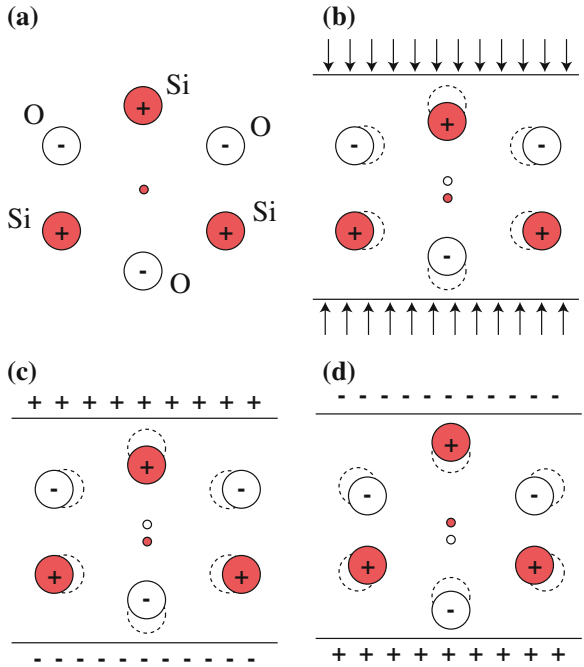 (a)
Si
+
O
O
-
-
Si
Si
+
+
-
O
(b)
+
-
-
+
+
-
(c)
+ + + + + + + + +
+
-
-
+
+
-
- - - - - - - - - -
(d)
- - - - - - - - - -
+
-
-
+
+
-
+ + + + + + + + +